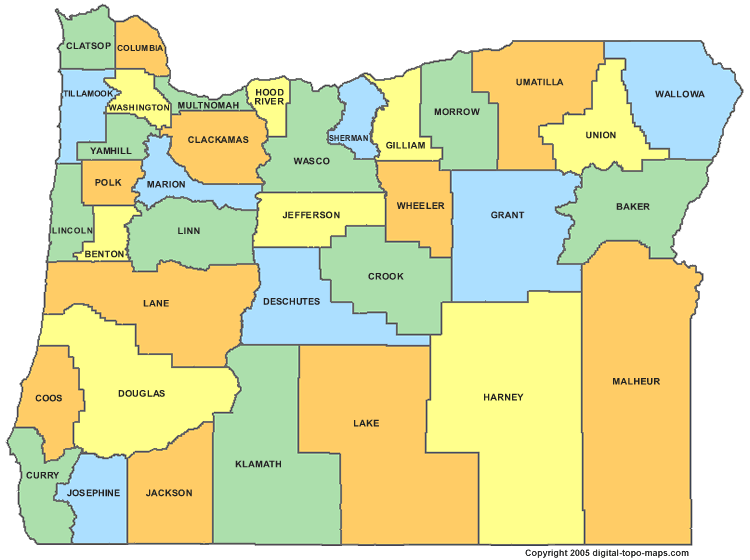 CLATSOP
COLUMBIA
TILLAMOOK
WASHINGTON
MULTNOMAH
HOOD
RIVER
SHERMAN
GILLIAM
MORROW
UMATILLA
UNION
WALLOWA
YAMHILL
CLACKAMAS
WASCO
POLK
MARION
WHEELER
GRANT
BAKER
LINCOLN
BENTON
LINN
JEFFERSON
CROOK
LANE
DESCHUTES
COOS
DOUGLAS
KLAMATH
LAKE
HARNEY
MALHEUR
CURRY
JOSEPHINE
JACKSON
Copyright 2005 digital-topo-maps.com